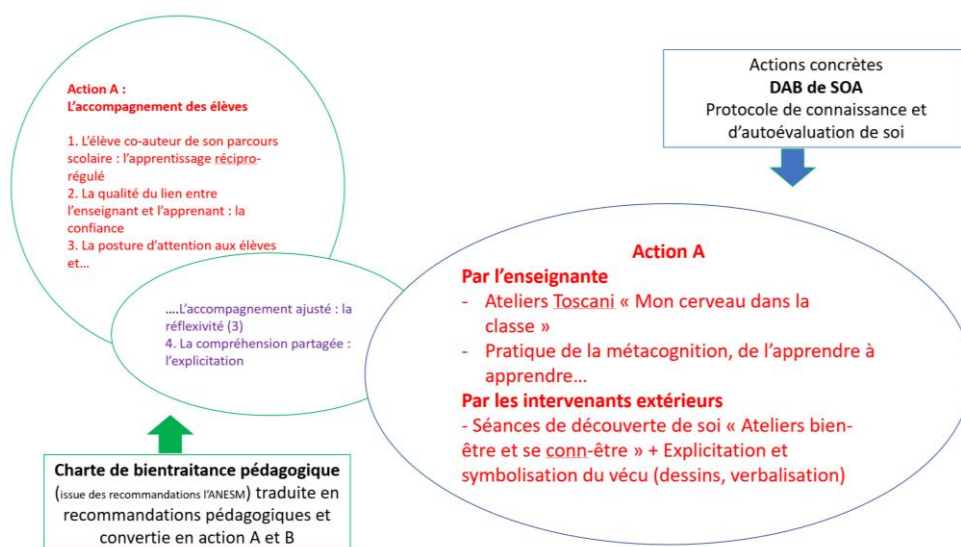 Action A :
L'accompagnement des élèves
1. L'élève co-auteur de son parcours
scolaire : l'apprentissage récipro-
régulé
2. La qualité du lien entre
l'enseignant et l'apprenant : la
confiance
3. La posture d'attention aux élèves
et…
….L'accompagnement ajusté : la
réflexivité (3)
4. La compréhension partagée :
l'explicitation
Charte de bientraitance pédagogique
(issue des recommandations l'ANESM) traduite en
recommandations pédagogiques et
convertie en action A et B
Actions concrètes
DAB de SOA
Protocole de connaissance et
d'autoévaluation de soi
Action A
Par l'enseignante
- Ateliers Toscani « Mon cerveau dans la
classe »
- Pratique de la métacognition, de l'apprendre à
apprendre…
Par les intervenants extérieurs
- Séances de découverte de soi « Ateliers bien-
être et se conn-être » + Explicitation et
symbolisation du vécu (dessins, verbalisation)